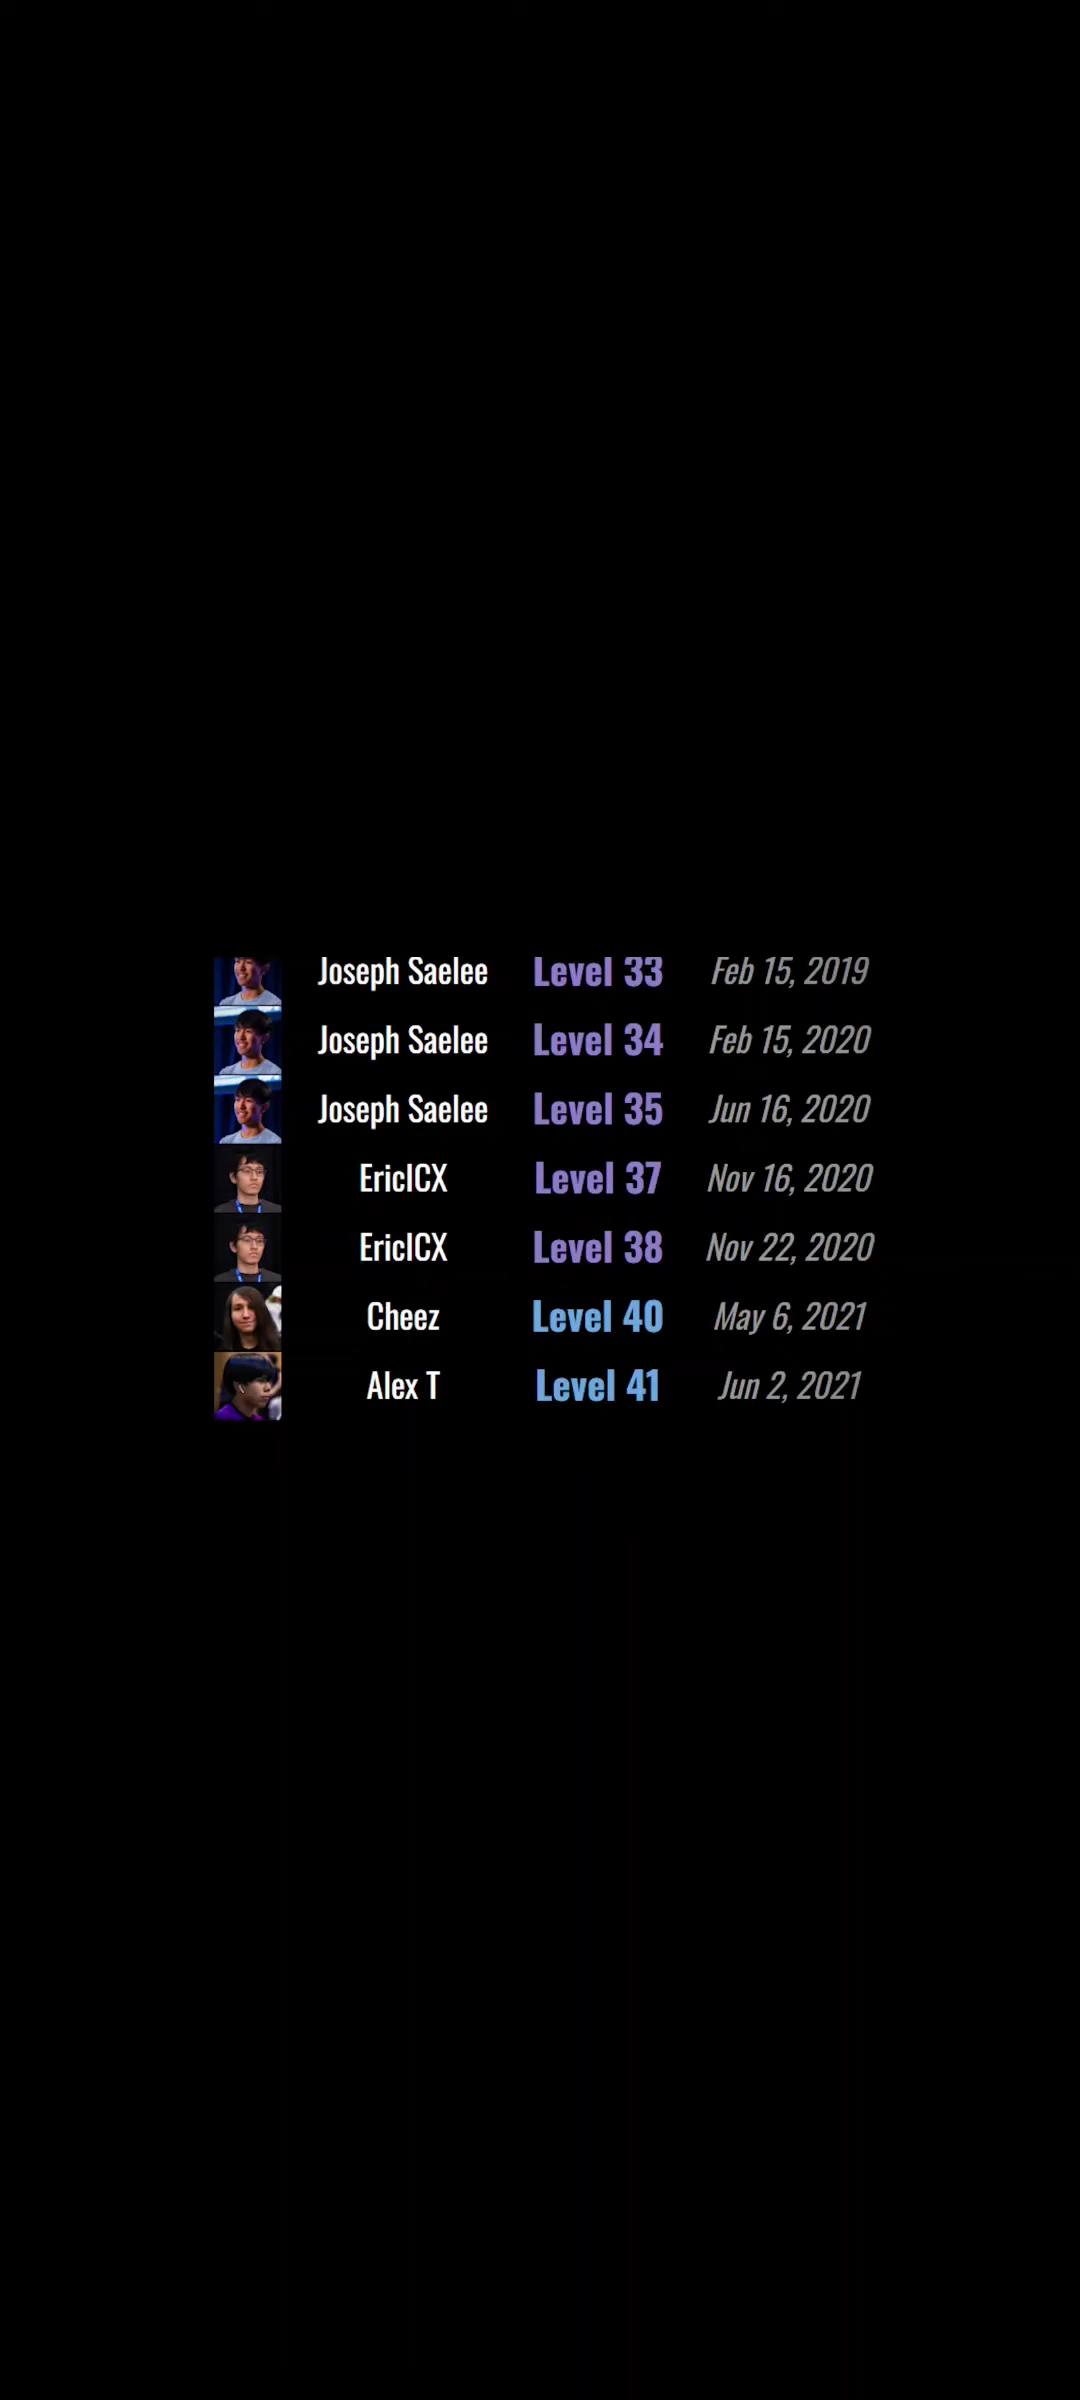 Joseph Saelee Level 33 Feb 15, 2019
Joseph Saelee Level 34 Feb 15, 2020
Joseph Saelee Level 35 Jun 16, 2020
EricICX Level 37 Nov 16, 2020
EricICX Level 38 Nov 22, 2020
Cheez Level 40 May 6, 2021
Alex T Level 41 Jun 2, 2021